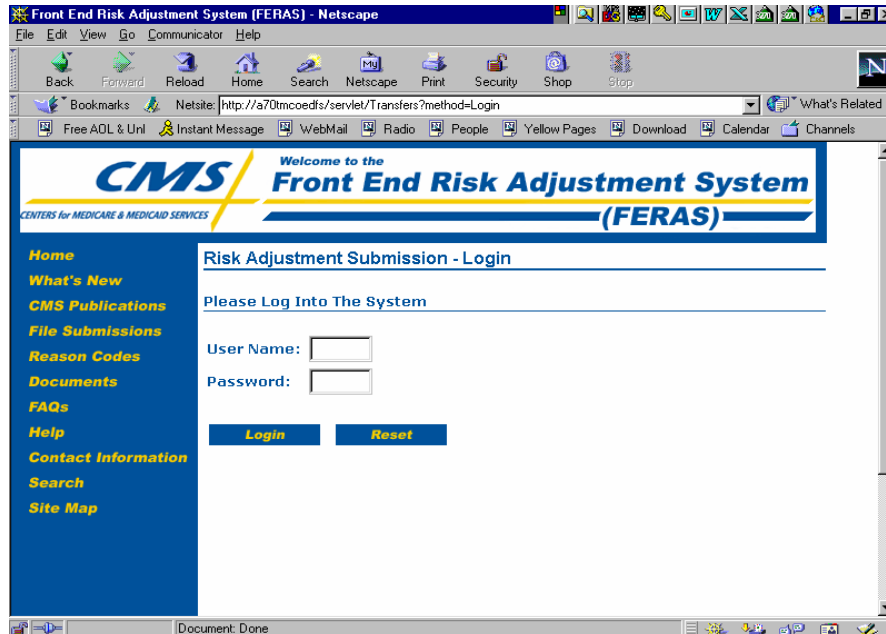 Front End Risk Adjustment System (FERAS) - Netscape
File Edit View Go Communicator Help
Back Forward Reload Home Search Netscape Print Security Shop Stop
Bookmarks Netsite: http://a70tmcoedfs/servlet/Transfers?method=Login What's Related
Free AOL & Unl Instant Message WebMail Radio People Yellow Pages Download Calendar Channels
CMS
CENTERS for MEDICARE & MEDICAID SERVICES
Welcome to the
Front End Risk Adjustment System
(FERAS)
Home
What's New
CMS Publications
File Submissions
Reason Codes
Documents
FAQs
Help
Contact Information
Search
Site Map
Risk Adjustment Submission - Login
Please Log Into The System
User Name:
Password:
Login Reset
Document: Done